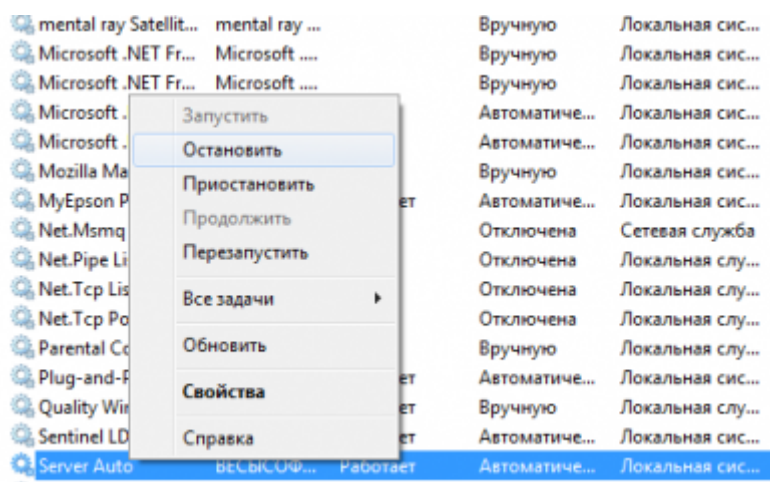 mental ray Satellit... mental ray ... Вручную Локальная сис...
Microsoft .NET Fr... Microsoft .... Вручную Локальная сис...
Microsoft .NET Fr... Microsoft .... Вручную Локальная сис...
Microsoft . Автоматиче... Локальная сис...
Запустить
Microsoft . Автоматиче... Локальная сис...
Остановить
Mozilla Ma Вручную Локальная сис...
Приостановить
MyEpson P ет Автоматиче... Локальная сис...
Продолжить
Net.Msmq Отключена Сетевая служба
Перезапустить
Net.Pipe Li Отключена Локальная слу...
Net.Tcp Lis Отключена Локальная слу...
Все задачи
Net.Tcp Po Отключена Локальная слу...
Parental Co Вручную Локальная слу...
Обновить
Plug-and-P ет Автоматиче... Локальная сис...
Свойства
Quality Wi ет Вручную Локальная слу...
Sentinel LD ет Автоматиче... Локальная сис...
Справка
Server Auto ВЕСЫСОФ... Работает Автоматиче... Локальная сис...